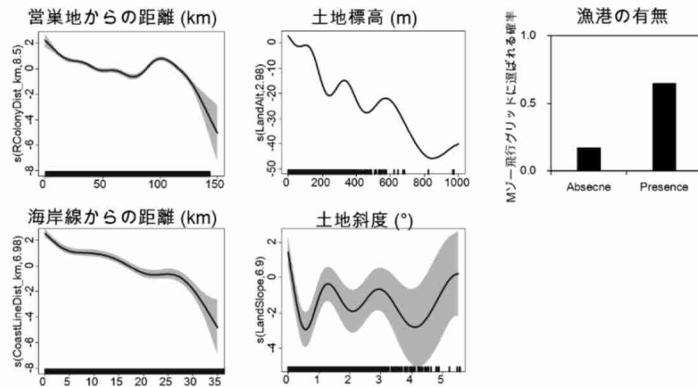 営巣地からの距離 (km)
s(RColonyDist_km,8.5)
2
0
-2
-4
-6
-8
0 50 100 150
土地標高 (m)
s(LandAlt,2.98)
0
-10
-20
-30
-40
-50
0 200 400 600 800 1000
漁港の有無
Mゾー飛行グリッドに選ばれる確率
1.0
0.5
0.0
Absecne Presence
海岸線からの距離 (km)
s(CoastLineDist_km,6.98)
2
0
-2
-4
-6
-8
0 5 10 15 20 25 30 35
土地斜度 (°)
s(LandSlope,6.9)
2
0
-2
-4
0 1 2 3 4 5